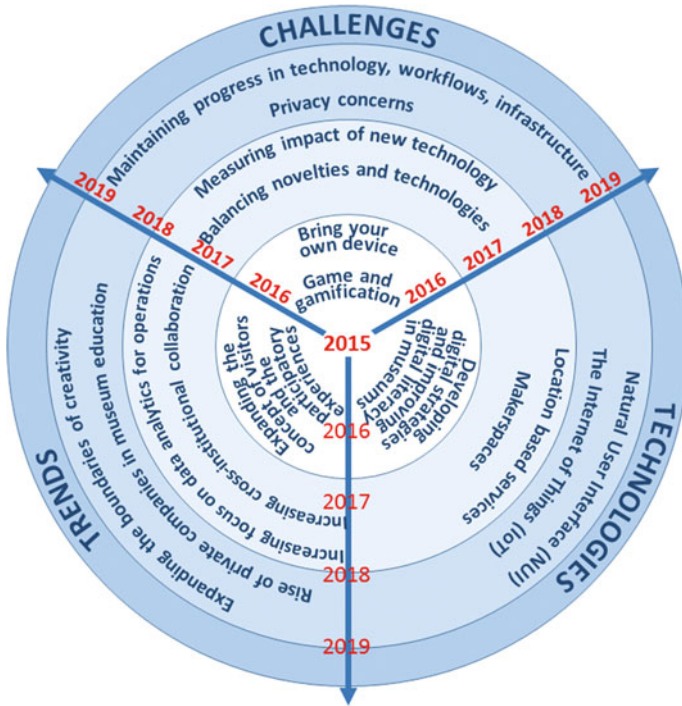 CHALLENGES
Maintaining progress in technology, workflows, infrastructure
Privacy concerns
Measuring impact of new technology
Balancing novelties and technologies
Bring your
own device
Game and
gamification
2019
2018
2017
2016
2016
2017
2018
2019
2015
2016
2017
2018
2019
TECHNOLOGIES
Developing
digital strategies
and improving
digital literacy
in museums
Makerspaces
Location based services
The Internet of Things (IoT)
Natural User Interface (NUI)
TRENDS
Expanding the
concept of visitors
and the
participatory
experiences
Increasing cross-institutional collaboration
Increasing focus on data analytics for operations
Rise of private companies in museum education
Expanding the boundaries of creativity